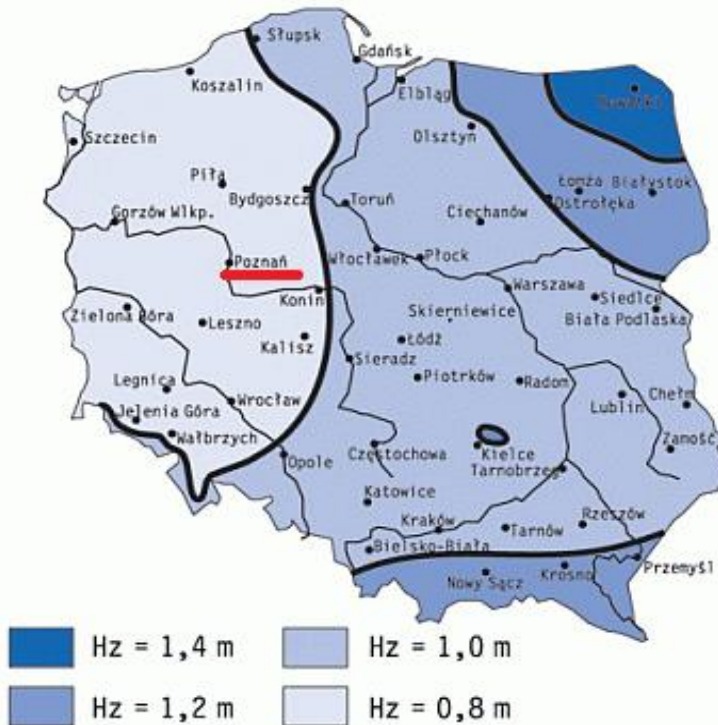 Słupsk
Gdańsk
Koszalin
Elbląg
Suwałki
Szczecin
Olsztyn
Piła
Łomża Białystok
Bydgoszcz
Ostrołęka
Toruń
Gorzów Wlkp.
Ciechanów
Poznań
Włocławek
Płock
Konin
Warszawa
Siedlce
Zielona Góra
Skierniewice
Biała Podlaska
Leszno
Łódź
Kalisz
Sieradz
Piotrków
Radom
Legnica
Chełm
Wrocław
Lublin
Jelenia Góra
Wałbrzych
Zamość
Częstochowa
Kielce
Opole
Tarnobrzeg
Katowice
Rzeszów
Kraków
Tarnów
Bielsko-Biała
Przemyśl
Nowy Sącz
Krosno
Hz = 1,4 m
Hz = 1,0 m
Hz = 1,2 m
Hz = 0,8 m